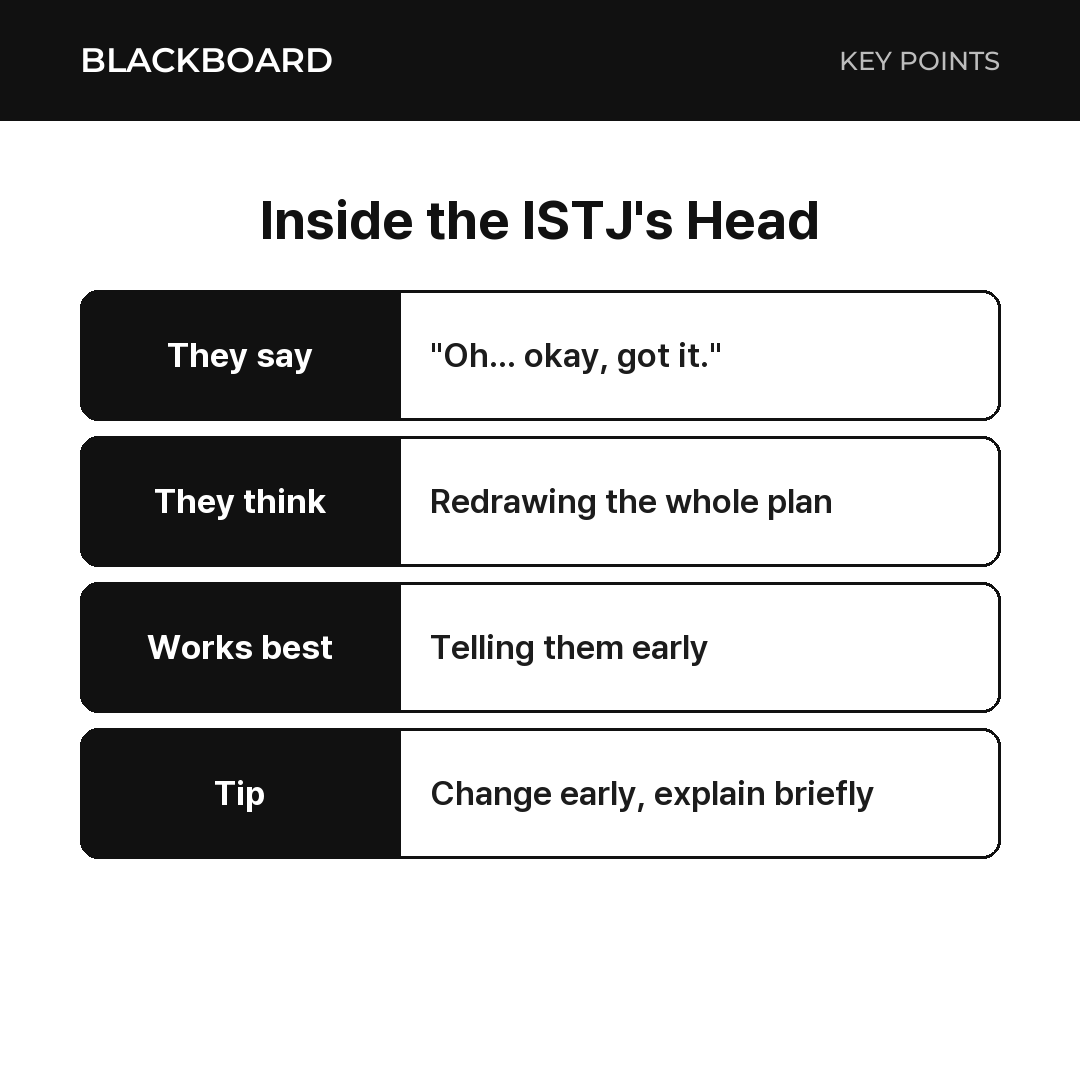 BLACKBOARD
KEY POINTS
Inside the ISTJ's Head
They say
"Oh... okay, got it."
They think
Redrawing the whole plan
Works best
Telling them early
Tip
Change early, explain briefly